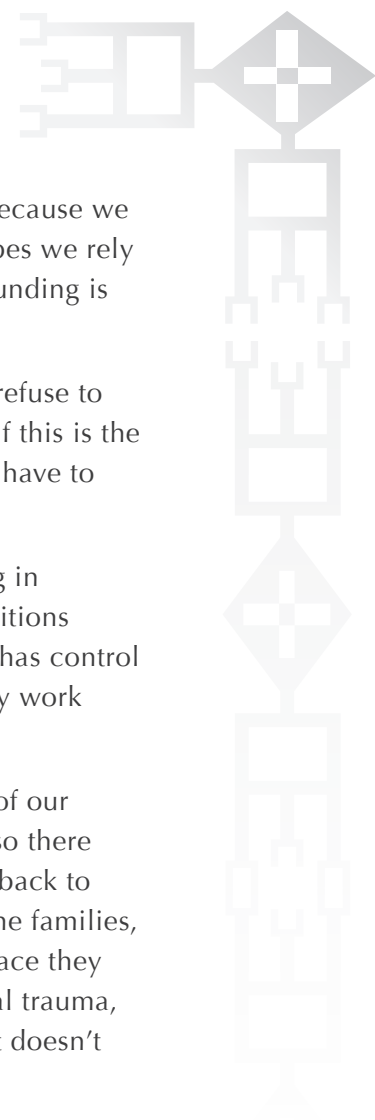 ecause we
pes we rely
unding is
refuse to
f this is the
have to
g in
itions
has control
y work
of our
so there
back to
ne families,
ace they
al trauma,
t doesn't